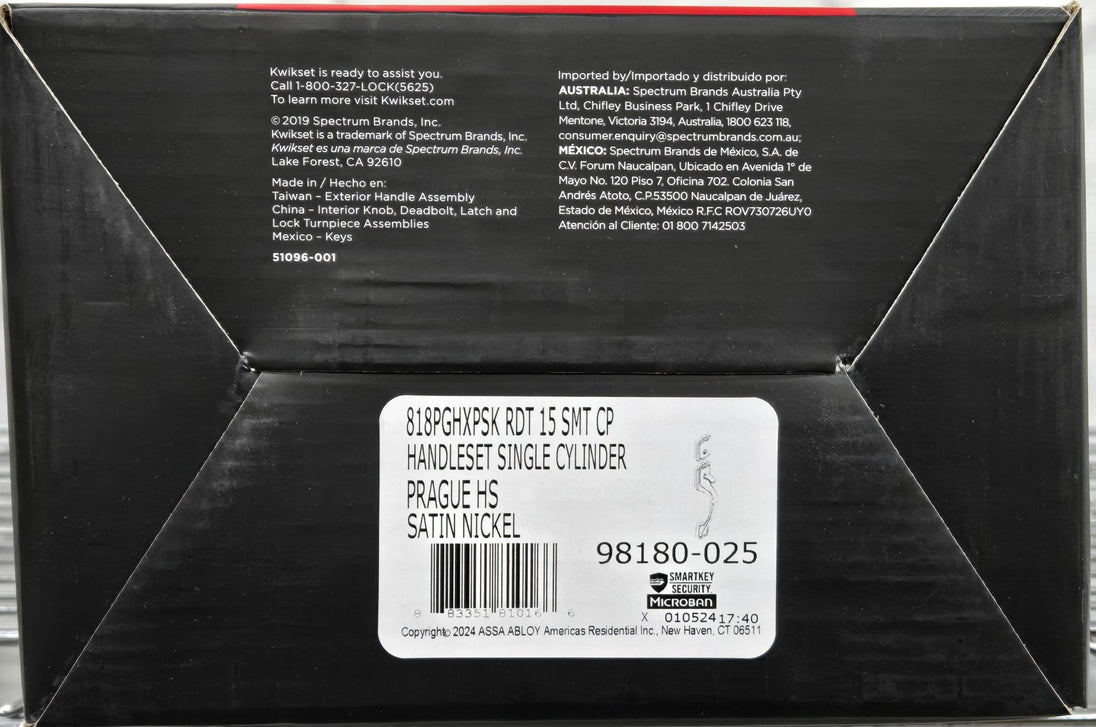 Kwikset is ready to assist you.
Call 1-800-327-LOCK(5625)
To learn more visit Kwikset.com
©2019 Spectrum Brands, Inc.
Kwikset is a trademark of Spectrum Brands, Inc.
Kwikset es una marca de Spectrum Brands, Inc.
Lake Forest, CA 92610
Made in / Hecho en:
Taiwan – Exterior Handle Assembly
China – Interior Knob, Deadbolt, Latch and
Lock Turnpiece Assemblies
Mexico – Keys
51096-001
Imported by/Importado y distribuido por:
AUSTRALIA: Spectrum Brands Australia Pty
Ltd, Chifley Business Park, 1 Chifley Drive
Mentone, Victoria 3194, Australia, 1800 623 118,
consumer.enquiry@spectrumbrands.com.au;
MÉXICO: Spectrum Brands de México, S.A. de
C.V. Forum Naucalpan, Ubicado en Avenida 1° de
Mayo No. 120 Piso 7, Oficina 702. Colonia San
Andrés Atoto, C.P.53500 Naucalpan de Juárez,
Estado de México, México R.F.C ROV730726UY0
Atención al Cliente: 01 800 7142503
818PGHXPSK RDT 15 SMT CP
HANDLESET SINGLE CYLINDER
PRAGUE HS
SATIN NICKEL
98180-025
SMARTKEY
SECURITY
MICROBAN
8 83351 81016 6
X 010524 17:40
Copyright© 2024 ASSA ABLOY Americas Residential Inc., New Haven, CT 06511